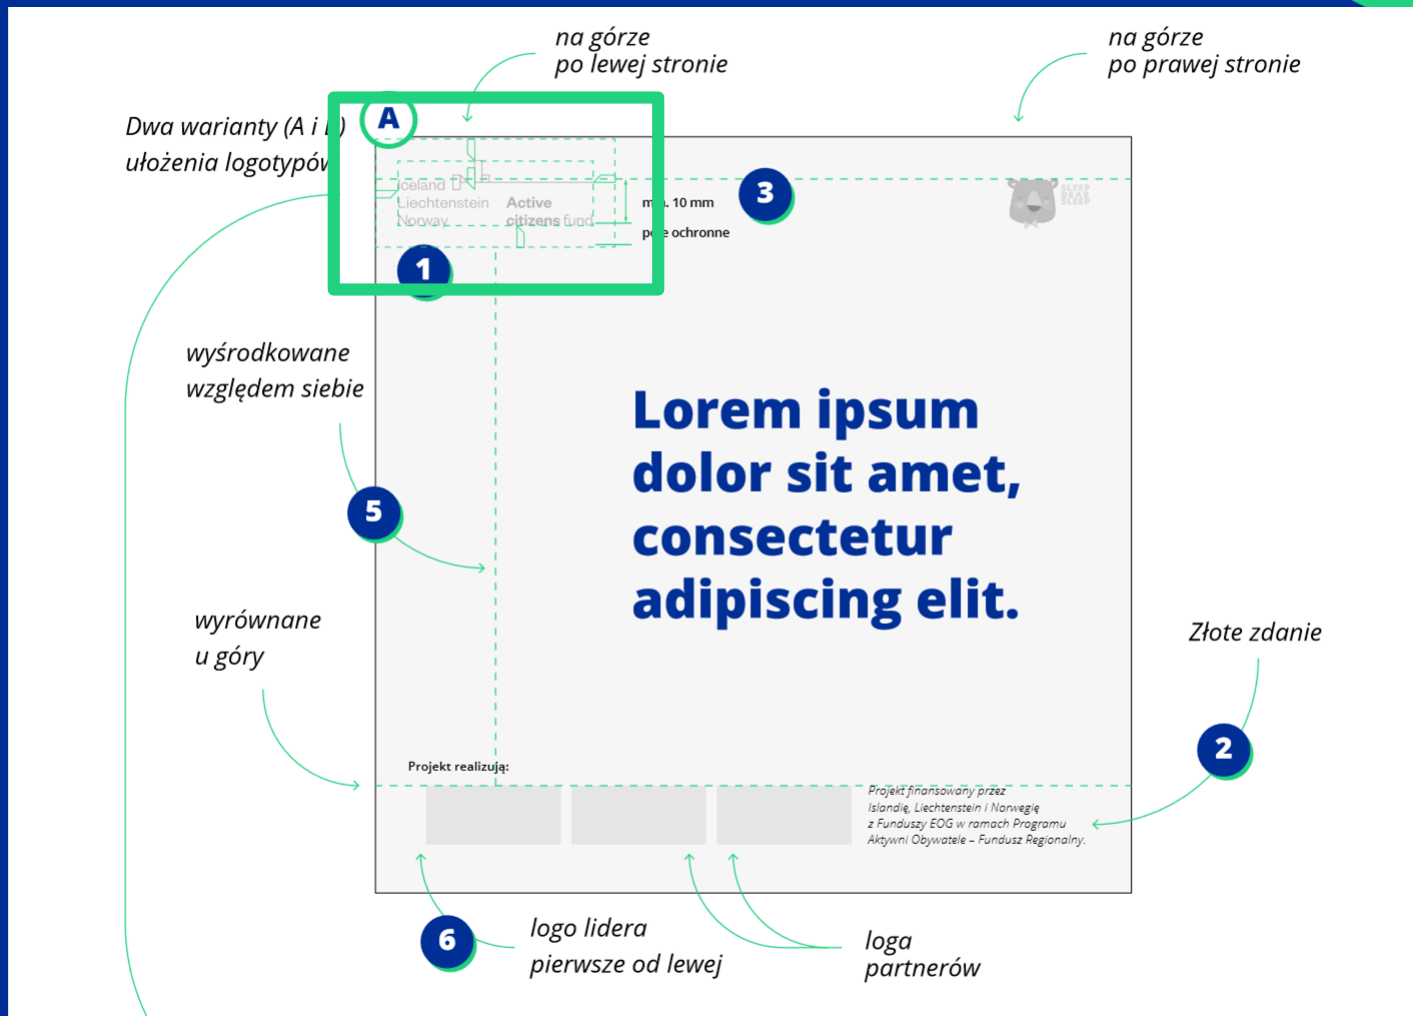 na górze
po lewej stronie
na górze
po prawej stronie
Dwa warianty (A i
ułożenia logotypów
A
Iceland
Liechtenstein
Norway
Active
citizens fund
10 mm
ochronne
3
SLEEP
BEAR
SLEEP
1
wyśrodkowane
względem siebie
Lorem ipsum
dolor sit amet,
consectetur
adipiscing elit.
5
wyrównane
u góry
Złote zdanie
2
Projekt realizują:
Projekt finansowany przez
Islandię, Liechtenstein i Norwegię
z Funduszy EOG w ramach Programu
Aktywni Obywatele – Fundusz Regionalny.
6
logo lidera
pierwsze od lewej
loga
partnerów